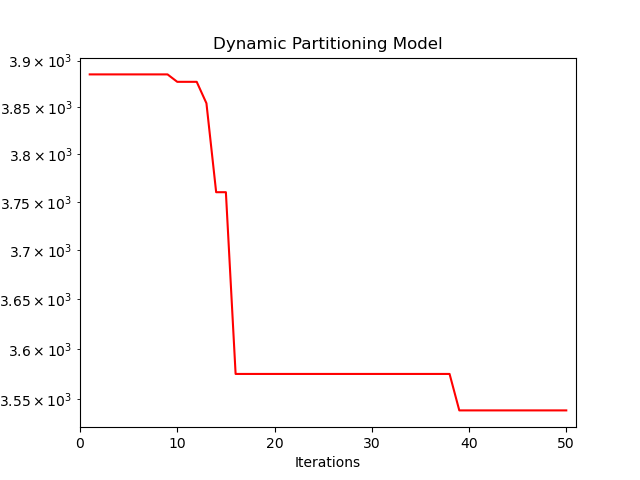 Dynamic Partitioning Model
3.9 × 10³
3.85 × 10³
3.8 × 10³
3.75 × 10³
3.7 × 10³
3.65 × 10³
3.6 × 10³
3.55 × 10³
0 10 20 30 40 50
Iterations